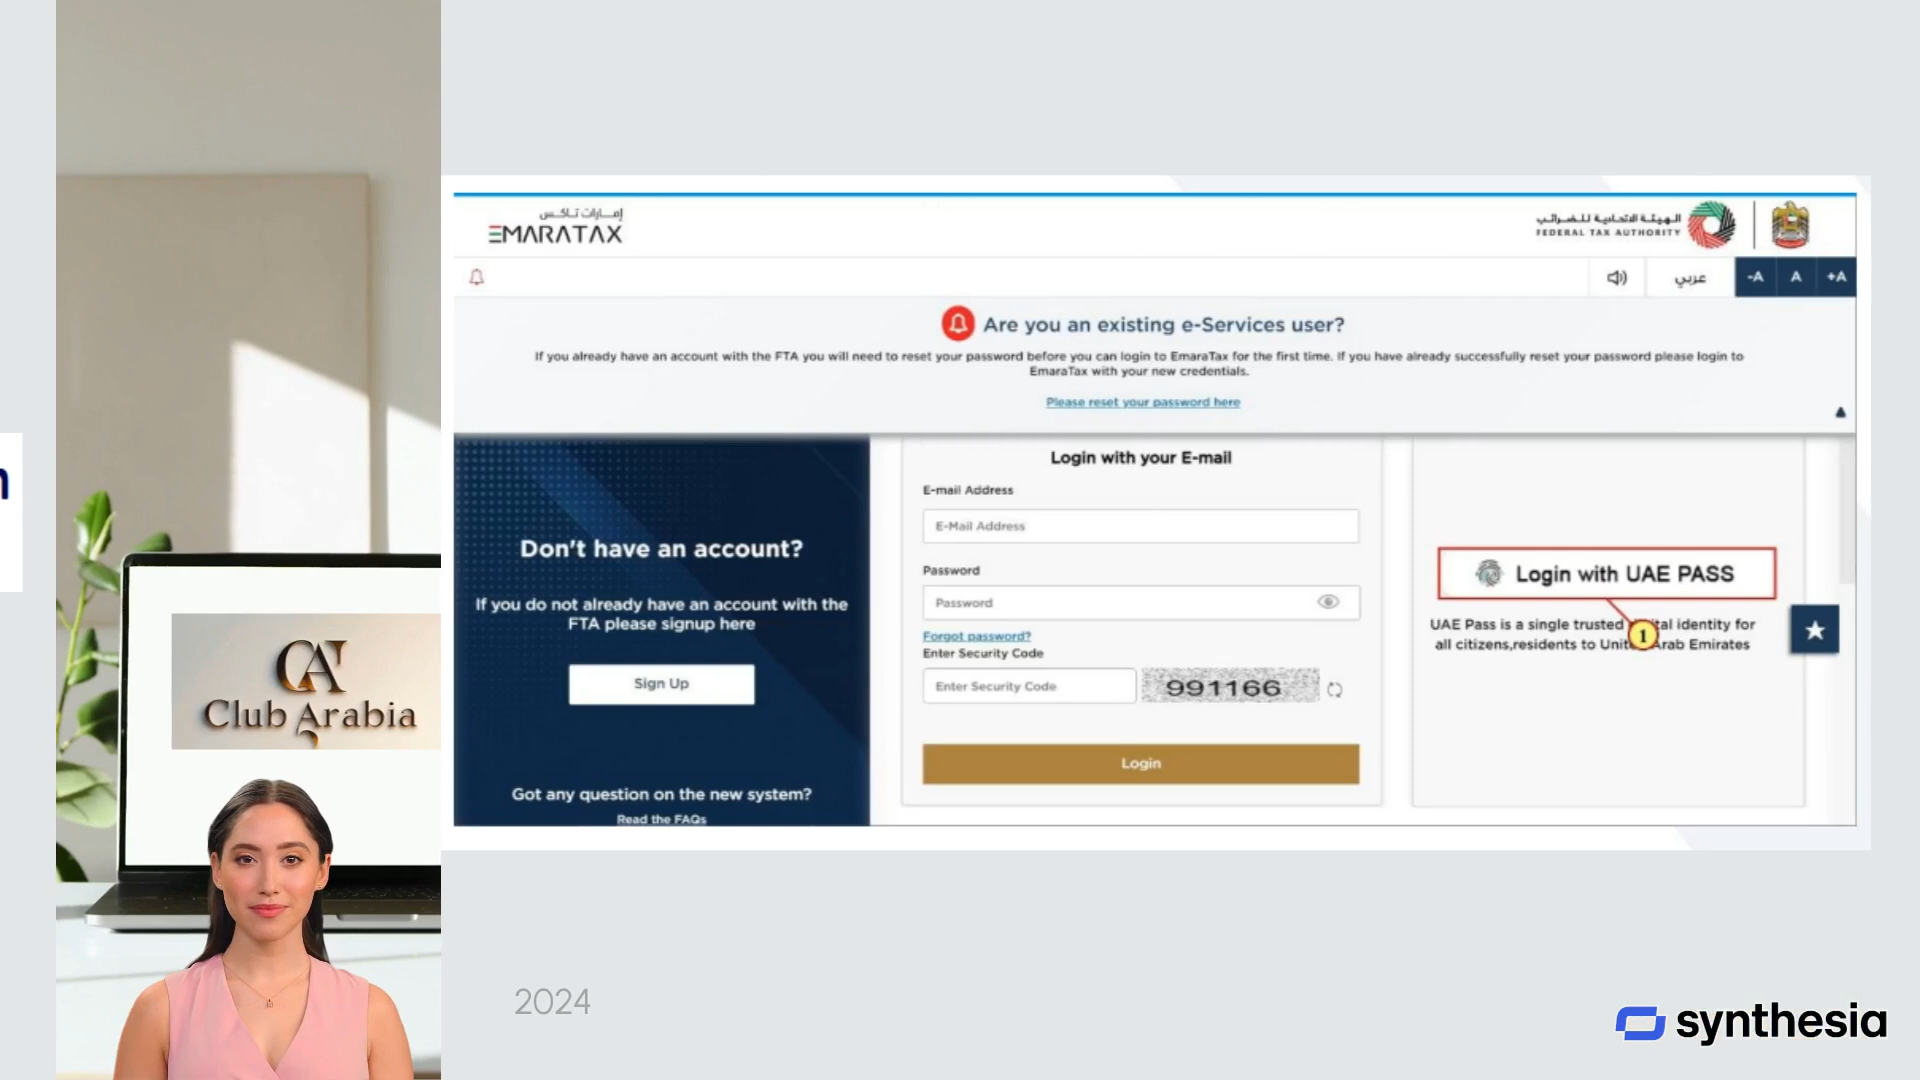 إمـــارات تــاكــس
EMARATAX
الهيئة الاتحادية للضرائب
FEDERAL TAX AUTHORITY
عربي
-A
A
+A
Are you an existing e-Services user?
If you already have an account with the FTA you will need to reset your password before you can login to EmaraTax for the first time. If you have already successfully reset your password please login to
EmaraTax with your new credentials.
Please reset your password here
Don't have an account?
If you do not already have an account with the
FTA please signup here
Sign Up
Got any question on the new system?
Read the FAQs
Login with your E-mail
E-mail Address
E-Mail Address
Password
Password
Forgot password?
Enter Security Code
Enter Security Code
991166
Login
Login with UAE PASS
UAE Pass is a single trusted tal identity for
1
all citizens,residents to Unit Arab Emirates
CA
Club Arabia
n
2024
synthesia